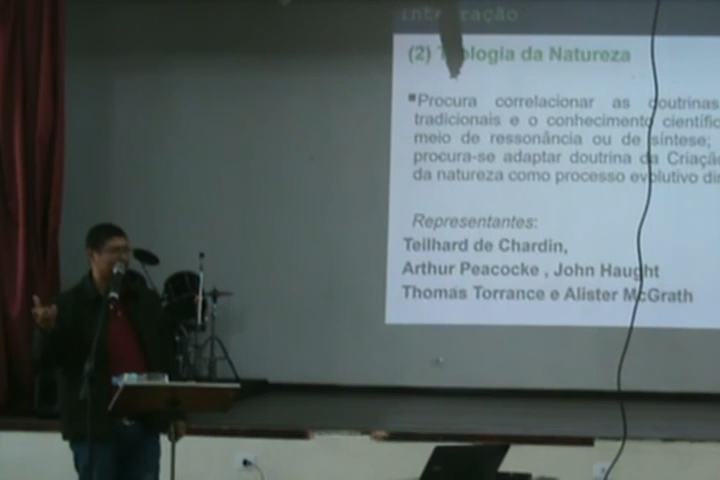 integração
(2) Teologia da Natureza
Procura correlacionar as doutrinas
tradicionais e o conhecimento científic
meio de ressonância ou de síntese;
procura-se adaptar doutrina da Criação
da natureza como processo evolutivo di
Representantes:
Teilhard de Chardin,
Arthur Peacocke , John Haught
Thomas Torrance e Alister McGrath